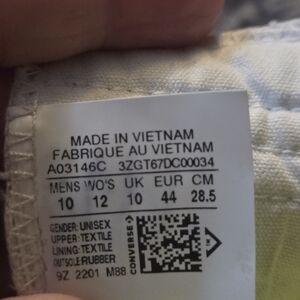 MADE IN VIETNAM
FABRIQUE AU VIETNAM
A03146C 3ZGT67DC00034
MENS WO'S UK EUR CM
10 12 10 44 28.5
GENDER: UNISEX
UPPER: TEXTILE
LINING: TEXTILE
OUTSOLE: RUBBER
9Z 2201 M88
CONVERSE